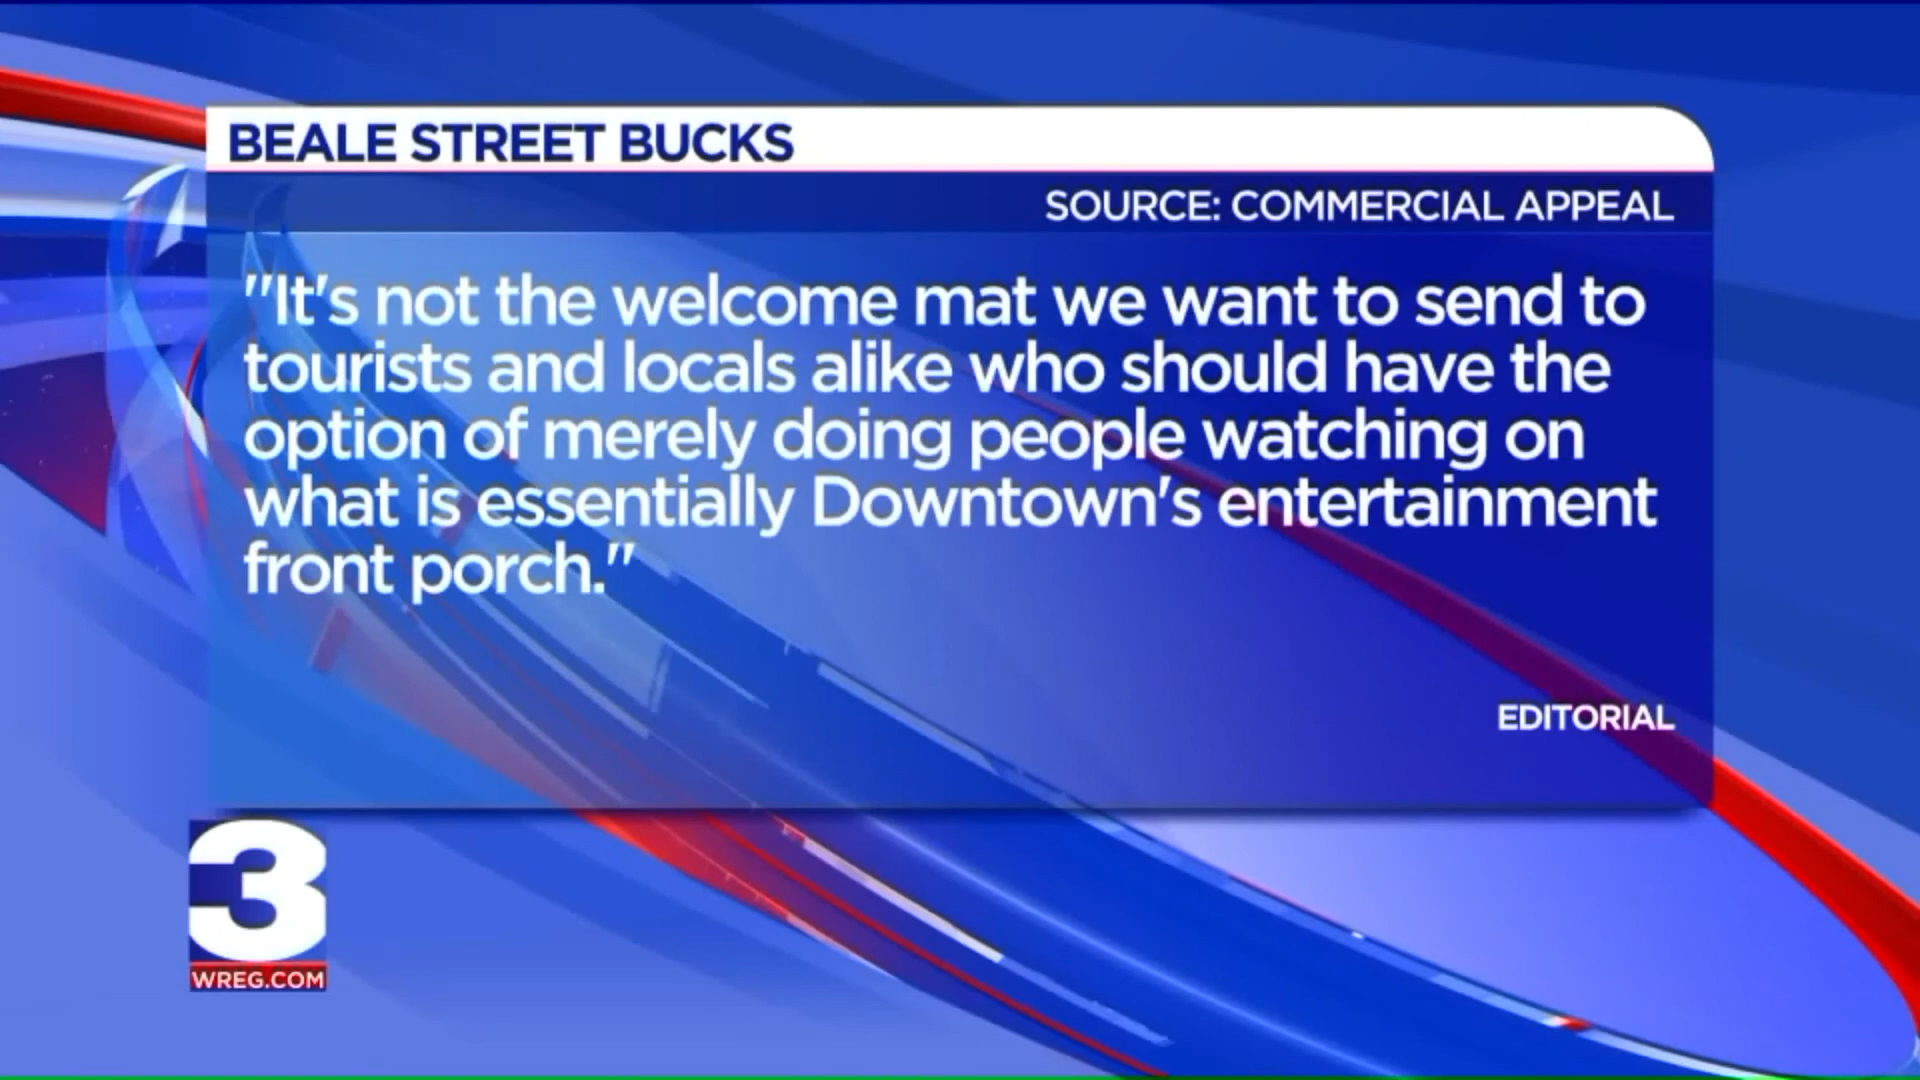 BEALE STREET BUCKS
SOURCE: COMMERCIAL APPEAL
"It's not the welcome mat we want to send to
tourists and locals alike who should have the
option of merely doing people watching on
what is essentially Downtown's entertainment
front porch."
EDITORIAL
3
WREG.COM